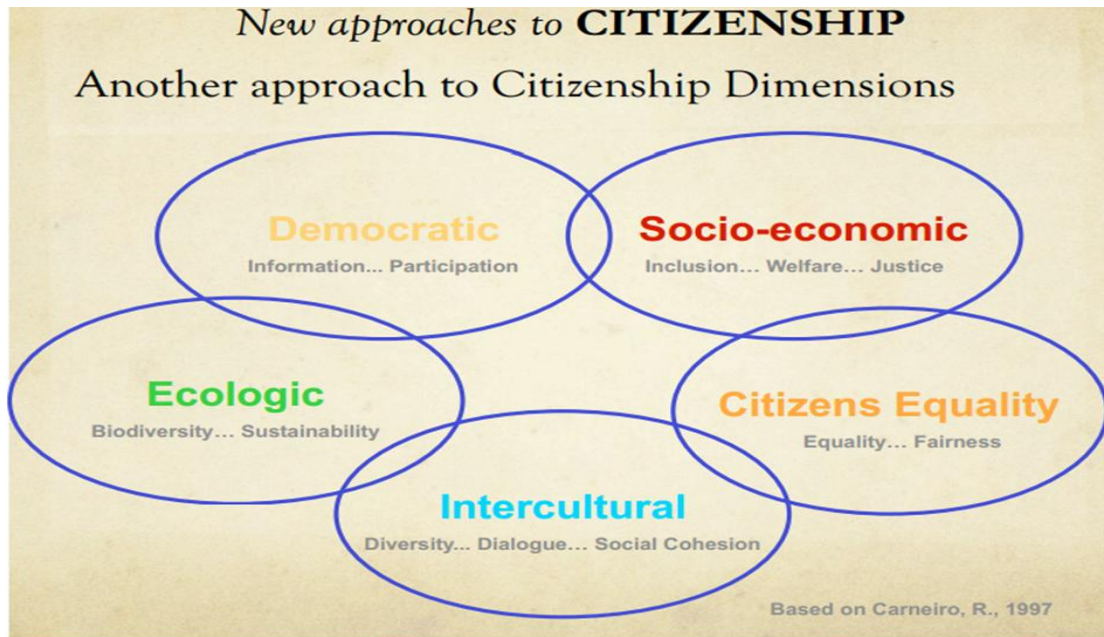 New approaches to CITIZENSHIP
Another approach to Citizenship Dimensions
Democratic
Information... Participation
Socio-economic
Inclusion... Welfare... Justice
Ecologic
Biodiversity... Sustainability
Citizens Equality
Equality... Fairness
Intercultural
Diversity... Dialogue... Social Cohesion
Based on Carneiro, R., 1997